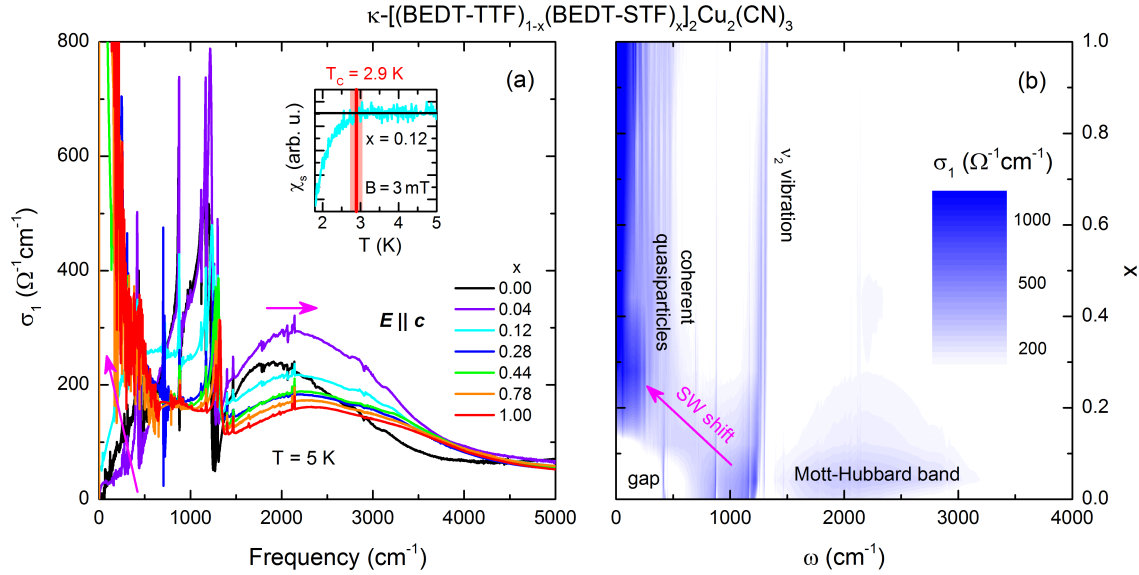 κ-[(BEDT-TTF)1-x(BEDT-STF)x]2Cu2(CN)3
(a)
σ1 (Ω-1cm-1)
800
600
400
200
0
0
1000
2000
3000
4000
5000
Frequency (cm-1)
TC = 2.9 K
χs (arb. u.)
x = 0.12
B = 3 mT
2
3
4
5
T (K)
E || c
x
0.00
0.04
0.12
0.28
0.44
0.78
1.00
T = 5 K
(b)
σ1 (Ω-1cm-1)
1000
500
200
ν2 vibration
coherent
quasiparticles
SW shift
gap
Mott-Hubbard band
1.0
0.8
0.6
0.4
0.2
0.0
x
0
1000
2000
3000
4000
ω (cm-1)